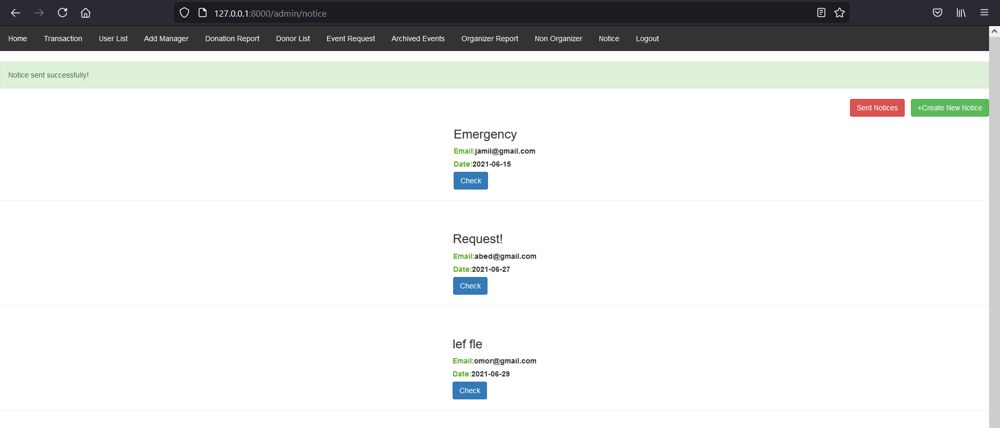 127.0.0.1:8000/admin/notice
Home Transaction User List Add Manager Donation Report Donor List Event Request Archived Events Organizer Report Non Organizer Notice Logout
Notice sent successfully!
Sent Notices +Create New Notice
Emergency
Email:jamil@gmail.com
Date:2021-06-15
Check
Request!
Email:abed@gmail.com
Date:2021-06-27
Check
lef fle
Email:omor@gmail.com
Date:2021-06-29
Check